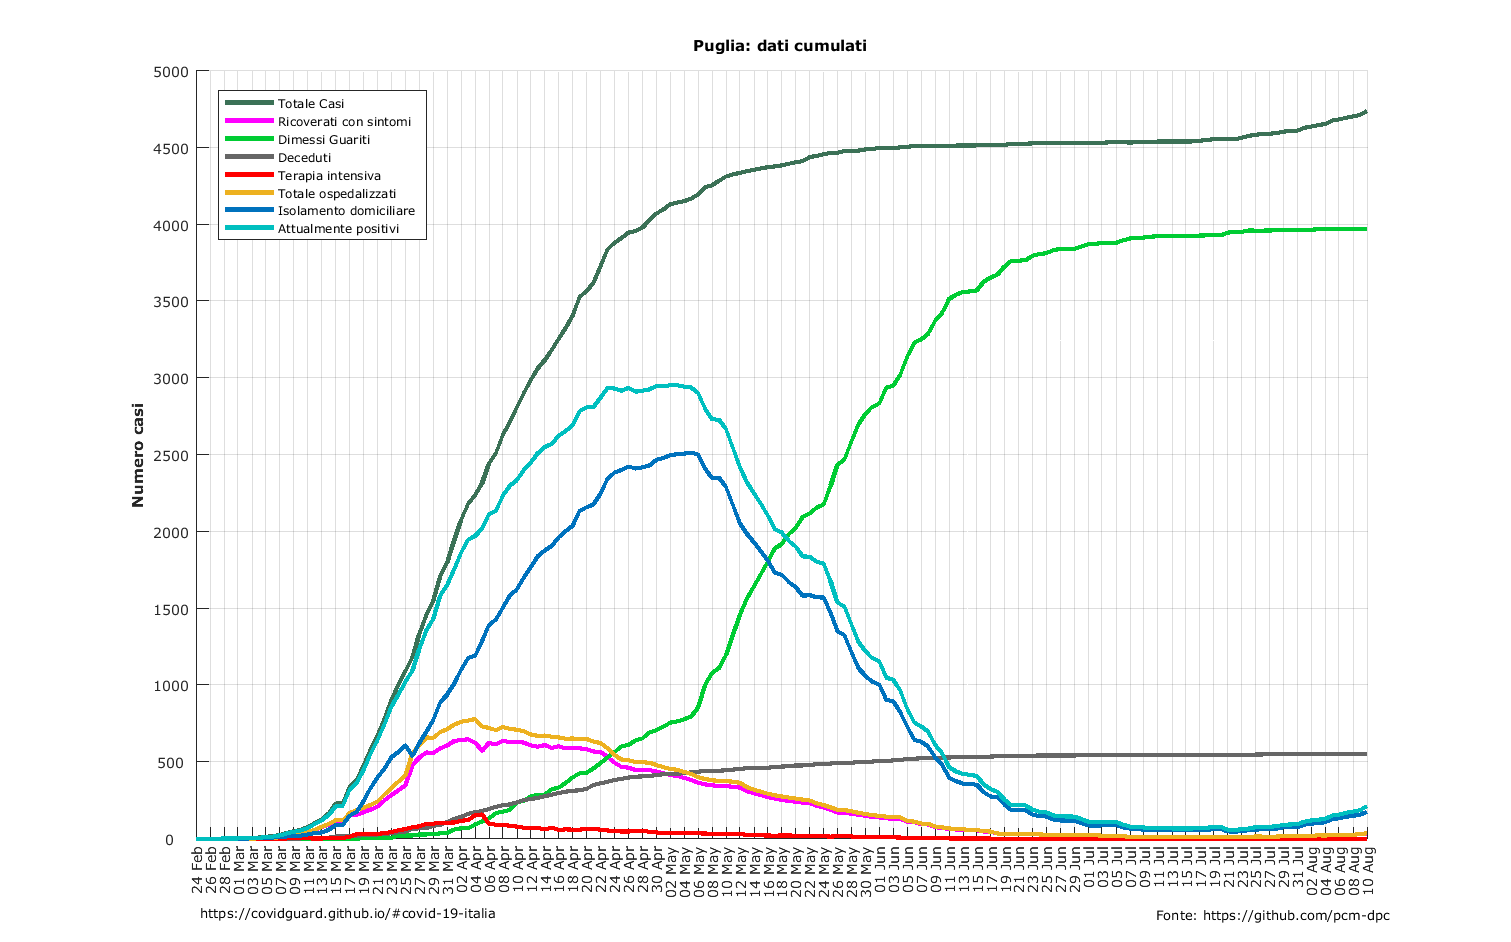 Puglia: dati cumulati
5000
4500
4000
3500
3000
2500
2000
1500
1000
500
0
Numero casi
Totale Casi
Ricoverati con sintomi
Dimessi Guariti
Deceduti
Terapia intensiva
Totale ospedalizzati
Isolamento domiciliare
Attualmente positivi
24 Feb
26 Feb
28 Feb
01 Mar
03 Mar
05 Mar
07 Mar
09 Mar
11 Mar
13 Mar
15 Mar
17 Mar
19 Mar
21 Mar
23 Mar
25 Mar
27 Mar
29 Mar
31 Mar
02 Apr
04 Apr
06 Apr
08 Apr
10 Apr
12 Apr
14 Apr
16 Apr
18 Apr
20 Apr
22 Apr
24 Apr
26 Apr
28 Apr
30 Apr
02 May
04 May
06 May
08 May
10 May
12 May
14 May
16 May
18 May
20 May
22 May
24 May
26 May
28 May
30 May
01 Jun
03 Jun
05 Jun
07 Jun
09 Jun
11 Jun
13 Jun
15 Jun
17 Jun
19 Jun
21 Jun
23 Jun
25 Jun
27 Jun
29 Jun
01 Jul
03 Jul
05 Jul
07 Jul
09 Jul
11 Jul
13 Jul
15 Jul
17 Jul
19 Jul
21 Jul
23 Jul
25 Jul
27 Jul
29 Jul
31 Jul
02 Aug
04 Aug
06 Aug
08 Aug
10 Aug
https://covidguard.github.io/#covid-19-italia
Fonte: https://github.com/pcm-dpc